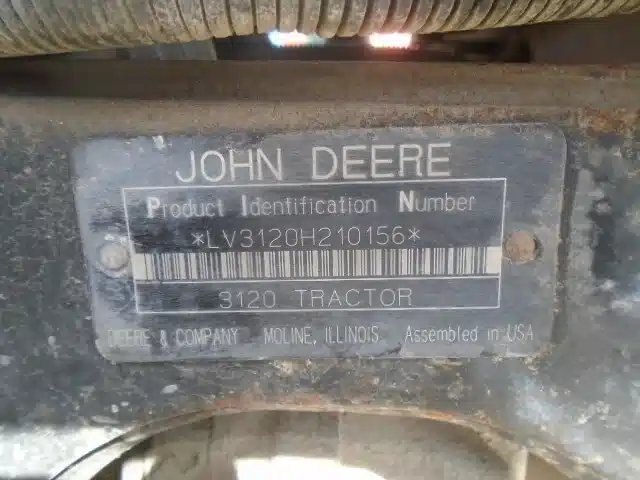 JOHN DEERE
Product Identification Number
*LV3120H210156*
3120 TRACTOR
DEERE & COMPANY MOLINE, ILLINOIS Assembled in USA